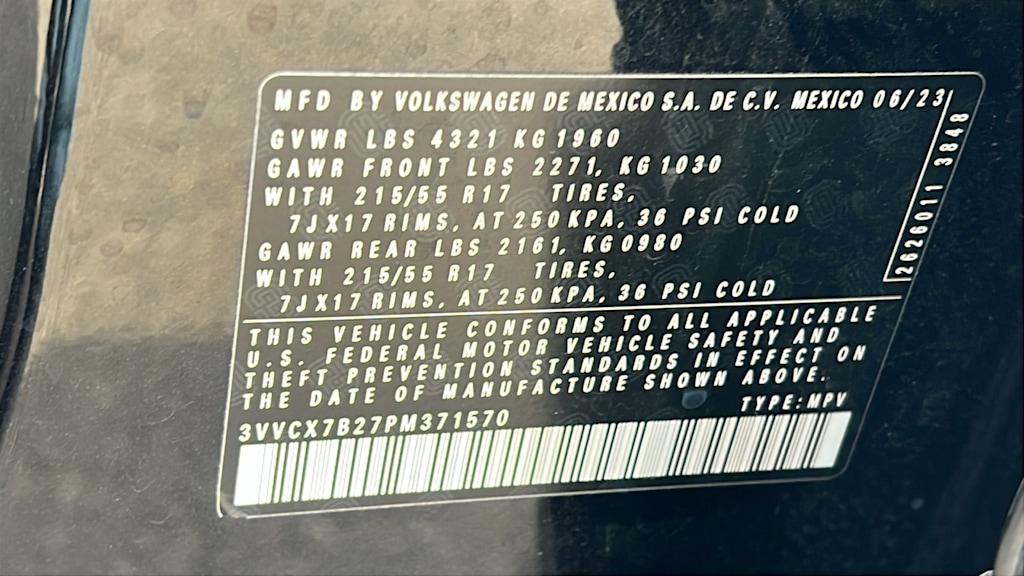 MFD BY VOLKSWAGEN DE MEXICO S.A. DE C.V. MEXICO 06/23
GVWR LBS 4321 KG 1960
GAWR FRONT LBS 2271, KG 1030
WITH 215/55 R17 TIRES,
7JX17 RIMS, AT 250 KPA, 36 PSI COLD
GAWR REAR LBS 2161, KG 0980
WITH 215/55 R17 TIRES,
7JX17 RIMS, AT 250 KPA, 36 PSI COLD
2626011 3848
THIS VEHICLE CONFORMS TO ALL APPLICABLE
U.S. FEDERAL MOTOR VEHICLE SAFETY AND
THEFT PREVENTION STANDARDS IN EFFECT ON
THE DATE OF MANUFACTURE SHOWN ABOVE.
TYPE: MPV
3VVCX7B27PM371570